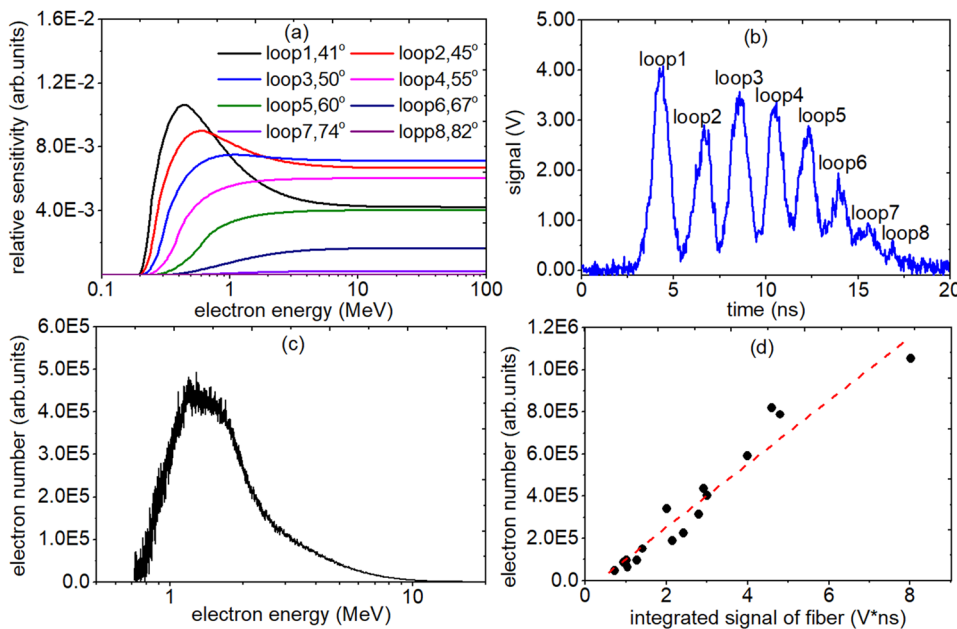 (a)
relative sensitivity (arb.units)
1.6E-2
1.2E-2
8.0E-3
4.0E-3
loop1,41° loop2,45°
loop3,50° loop4,55°
loop5,60° loop6,67°
loop7,74° lopp8,82°
0.1 1 10 100
electron energy (MeV)
(b)
signal (V)
5.00
4.00
3.00
2.00
1.00
0.00
loop1
loop2
loop3
loop4
loop5
loop6
loop7
loop8
0 5 10 15 20
time (ns)
(c)
electron number (arb.units)
6.0E5
5.0E5
4.0E5
3.0E5
2.0E5
1.0E5
0.0
1 10
electron energy (MeV)
(d)
electron number (arb.units)
1.2E6
1.0E6
8.0E5
6.0E5
4.0E5
2.0E5
0.0
0 2 4 6 8
integrated signal of fiber (V*ns)